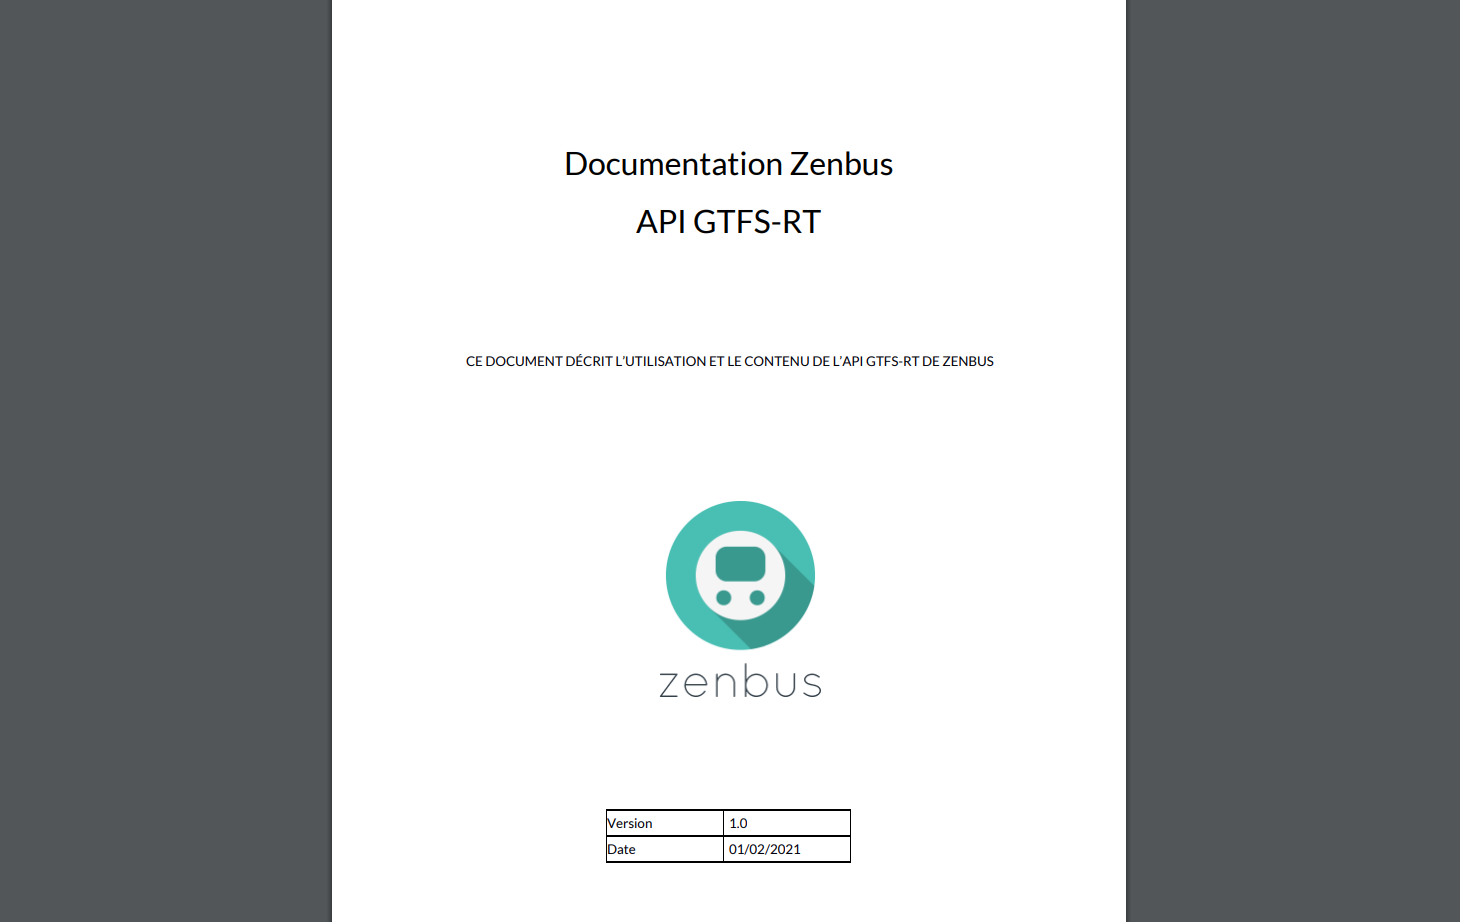 Documentation Zenbus
API GTFS-RT
CE DOCUMENT DÉCRIT L’UTILISATION ET LE CONTENU DE L’API GTFS-RT DE ZENBUS
zenbus
Version 1.0
Date 01/02/2021